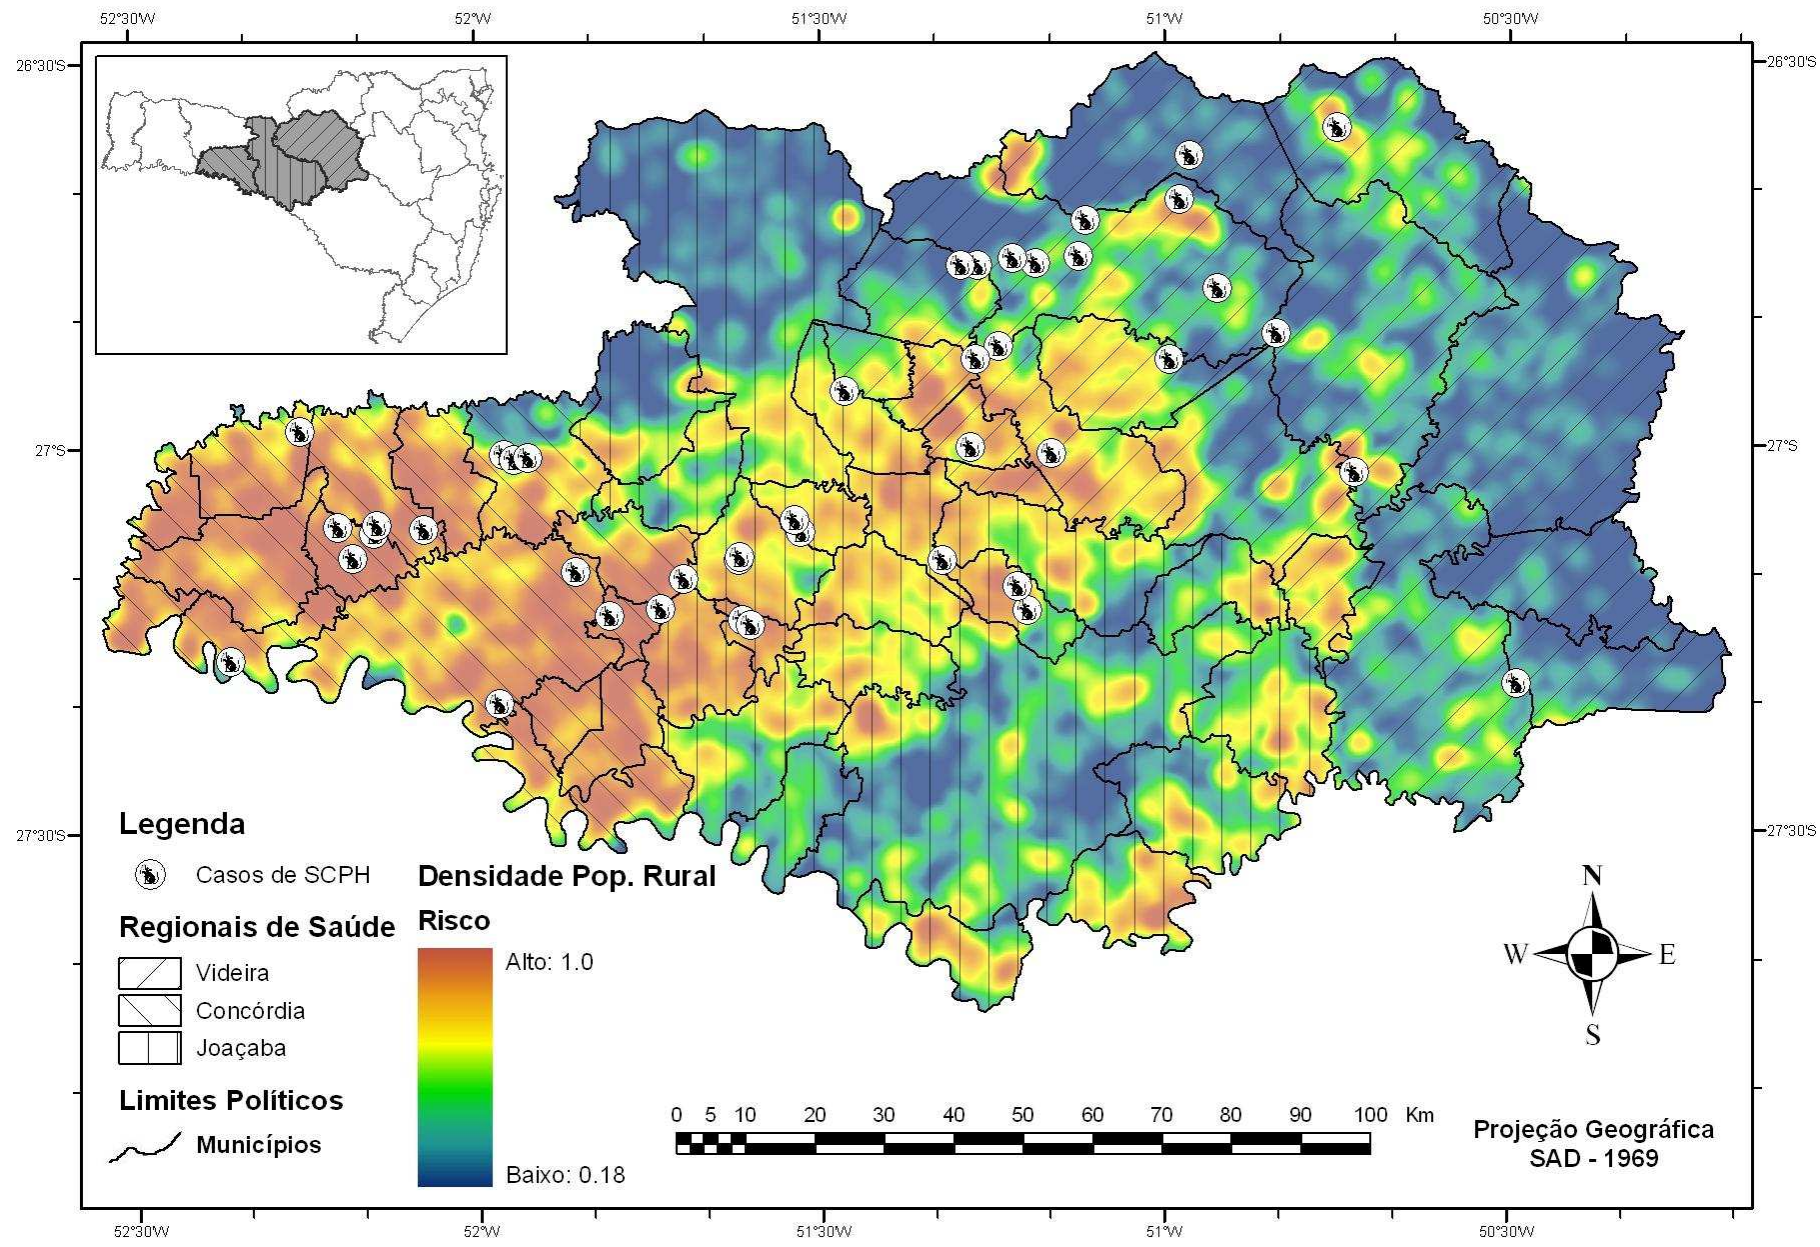 52°30'W 52°W 51°30'W 51°W 50°30'W
26°30'S 26°30'S
27°S 27°S
27°30'S 27°30'S
Legenda
Casos de SCPH
Regionais de Saúde
Videira
Concórdia
Joaçaba
Limites Políticos
Municípios
Densidade Pop. Rural
Risco
Alto: 1.0
Baixo: 0.18
N
W E
S
0 5 10 20 30 40 50 60 70 80 90 100 Km
Projeção Geográfica
SAD - 1969
52°30'W 52°W 51°30'W 51°W 50°30'W